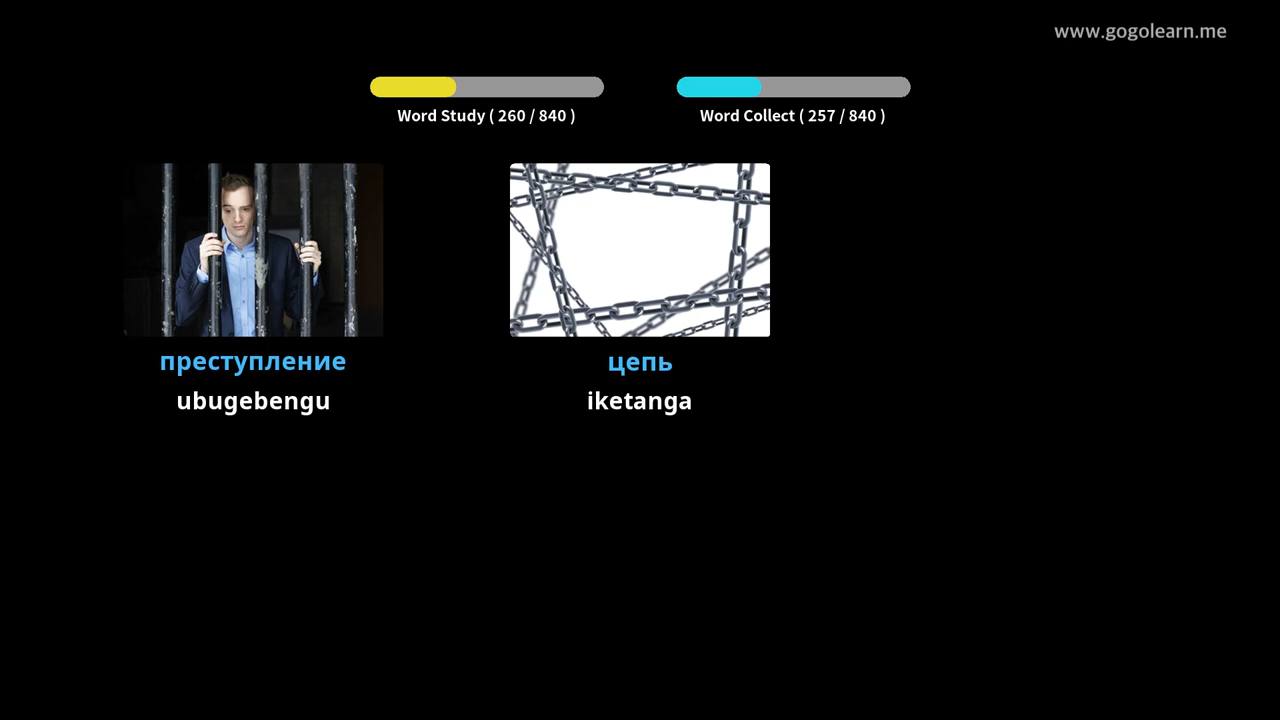 www.gogolearn.me
Word Study ( 260 / 840 )
Word Collect ( 257 / 840 )
преступление
ubugebengu
цепь
iketanga